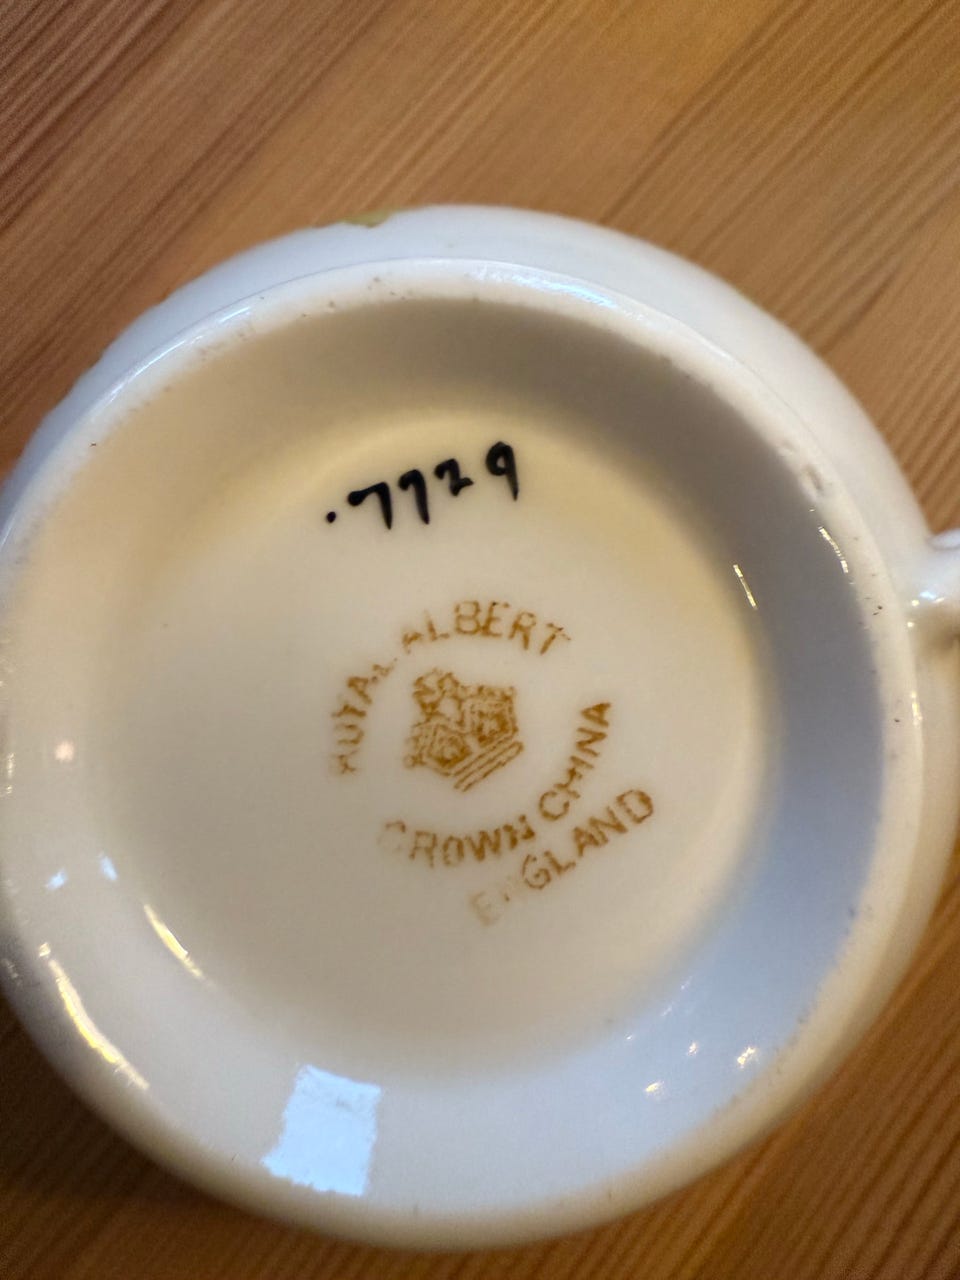 .7729
ROYAL ALBERT
CROWN CHINA
ENGLAND